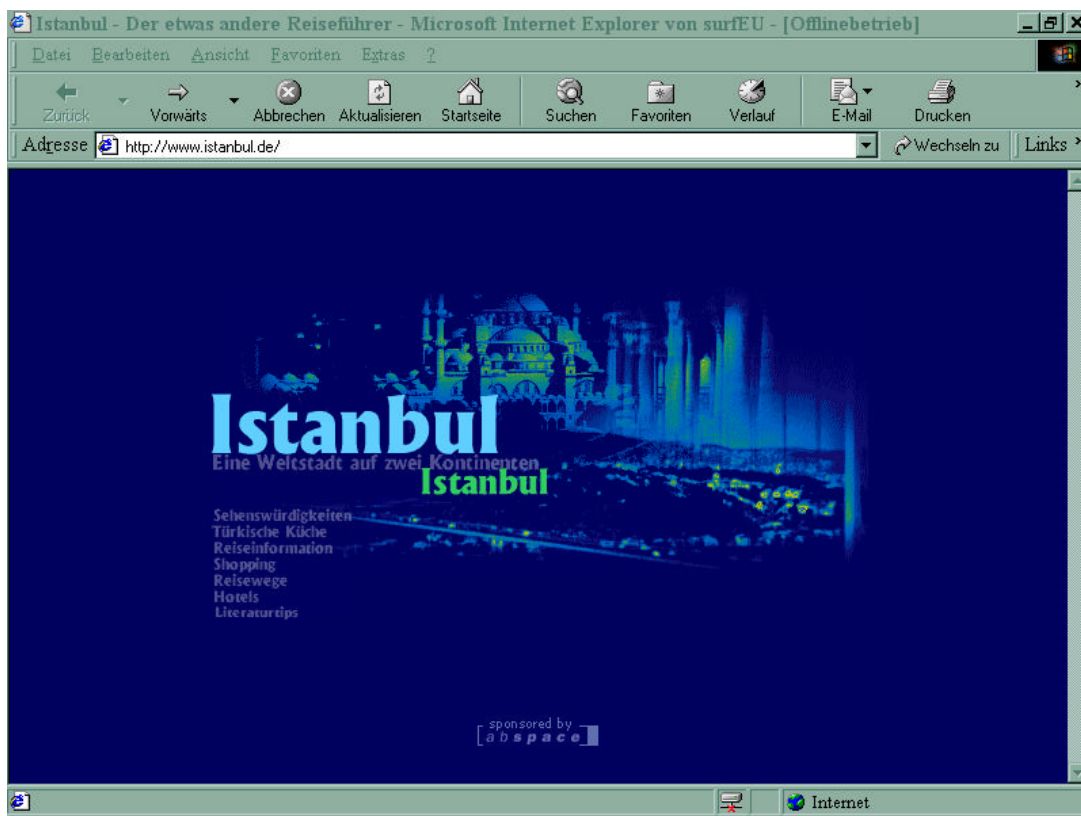 Istanbul - Der etwas andere Reiseführer - Microsoft Internet Explorer von surfEU - [Offlinebetrieb]
Datei Bearbeiten Ansicht Favoriten Extras ?
Zurück Vorwärts Abbrechen Aktualisieren Startseite Suchen Favoriten Verlauf E-Mail Drucken
Adresse http://www.istanbul.de/ Wechseln zu Links
Istanbul
Eine Weltstadt auf zwei Kontinenten
Istanbul
Sehenswürdigkeiten
Türkische Küche
Reiseinformation
Shopping
Reisewege
Hotels
Literaturtips
sponsored by
abspace
Internet